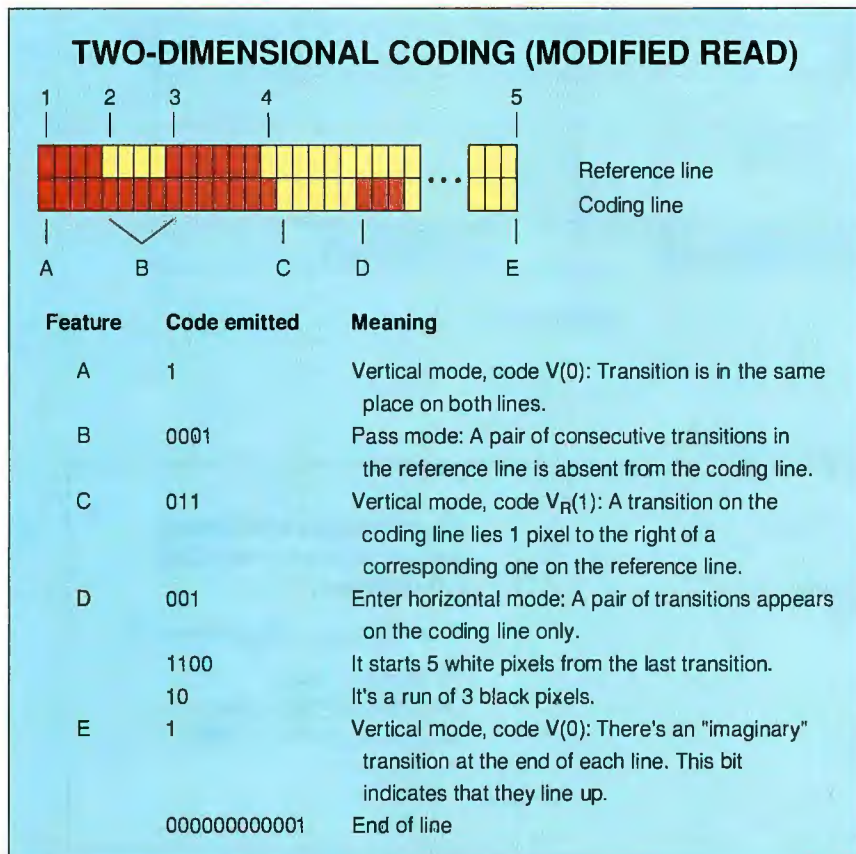 TWO-DIMENSIONAL CODING (MODIFIED READ)
1 2 3 4 5
Reference line
Coding line
A B C D E
Feature Code emitted Meaning
A 1 Vertical mode, code V(0): Transition is in the same
place on both lines.
B 0001 Pass mode: A pair of consecutive transitions in
the reference line is absent from the coding line.
C 011 Vertical mode, code VR(1): A transition on the
coding line lies 1 pixel to the right of a
corresponding one on the reference line.
D 001 Enter horizontal mode: A pair of transitions appears
on the coding line only.
1100 It starts 5 white pixels from the last transition.
10 It's a run of 3 black pixels.
E 1 Vertical mode, code V(0): There's an "imaginary"
transition at the end of each line. This bit
indicates that they line up.
000000000001 End of line